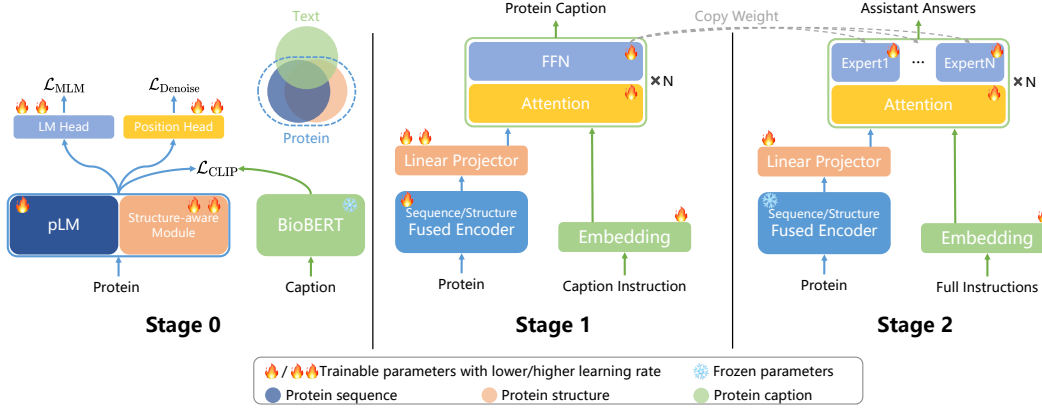 Text
Protein
ℒMLM
ℒDenoise
LM Head
Position Head
ℒCLIP
pLM
Structure-aware
Module
BioBERT
Protein
Caption
Stage 0
Protein Caption
FFN
Attention
×N
Linear Projector
Sequence/Structure
Fused Encoder
Embedding
Protein
Caption Instruction
Stage 1
Copy Weight
Assistant Answers
Expert1
...
ExpertN
Attention
×N
Linear Projector
Sequence/Structure
Fused Encoder
Embedding
Protein
Full Instructions
Stage 2
/ Trainable parameters with lower/higher learning rate
Frozen parameters
Protein sequence
Protein structure
Protein caption